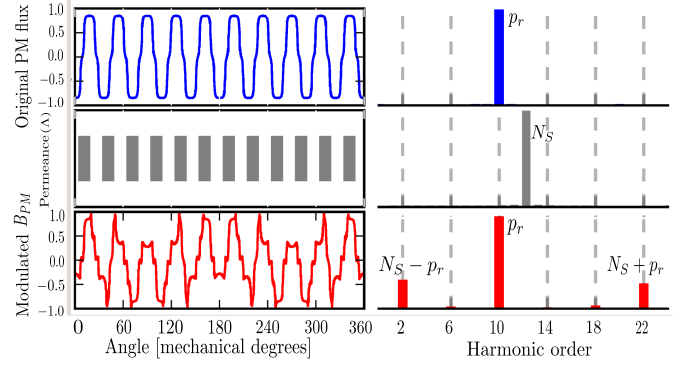 Original PM flux
1.0
0.5
0.0
−0.5
−1.0
p_r
Permeance (Λ)
N_S
Modulated B_PM
1.0
0.5
0.0
−0.5
−1.0
p_r
N_S − p_r
N_S + p_r
0 60 120 180 240 300 360
2 6 10 14 18 22
Angle [mechanical degrees]
Harmonic order